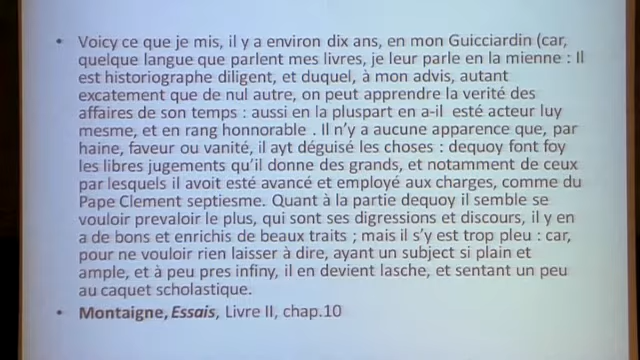 • Voicy ce que je mis, il y a environ dix ans, en mon Guicciardin (car,
quelque langue que parlent mes livres, je leur parle en la mienne : Il
est historiographe diligent, et duquel, à mon advis, autant
excatement que de nul autre, on peut apprendre la verité des
affaires de son temps : aussi en la pluspart en a-il esté acteur luy
mesme, et en rang honnorable . Il n'y a aucune apparence que, par
haine, faveur ou vanité, il ayt déguisé les choses : dequoy font foy
les libres jugements qu'il donne des grands, et notamment de ceux
par lesquels il avoit esté avancé et employé aux charges, comme du
Pape Clement septiesme. Quant à la partie dequoy il semble se
vouloir prevaloir le plus, qui sont ses digressions et discours, il y en
a de bons et enrichis de beaux traits ; mais il s'y est trop pleu : car,
pour ne vouloir rien laisser à dire, ayant un subject si plain et
ample, et à peu pres infiny, il en devient lasche, et sentant un peu
au caquet scholastique.
• Montaigne, Essais, Livre II, chap.10